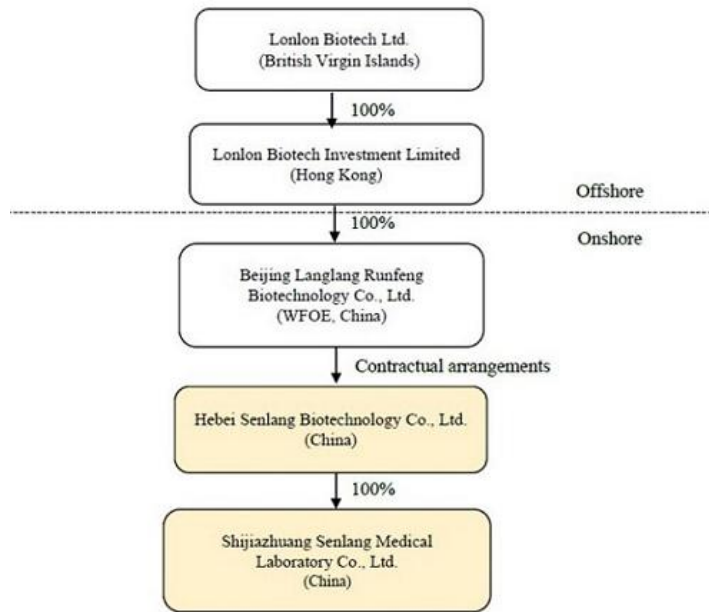 Lonlon Biotech Ltd.
(British Virgin Islands)
100%
Lonlon Biotech Investment Limited
(Hong Kong)
Offshore
100%
Onshore
Beijing Langlang Runfeng
Biotechnology Co., Ltd.
(WFOE, China)
Contractual arrangements
Hebei Senlang Biotechnology Co., Ltd.
(China)
100%
Shijiazhuang Senlang Medical
Laboratory Co., Ltd.
(China)